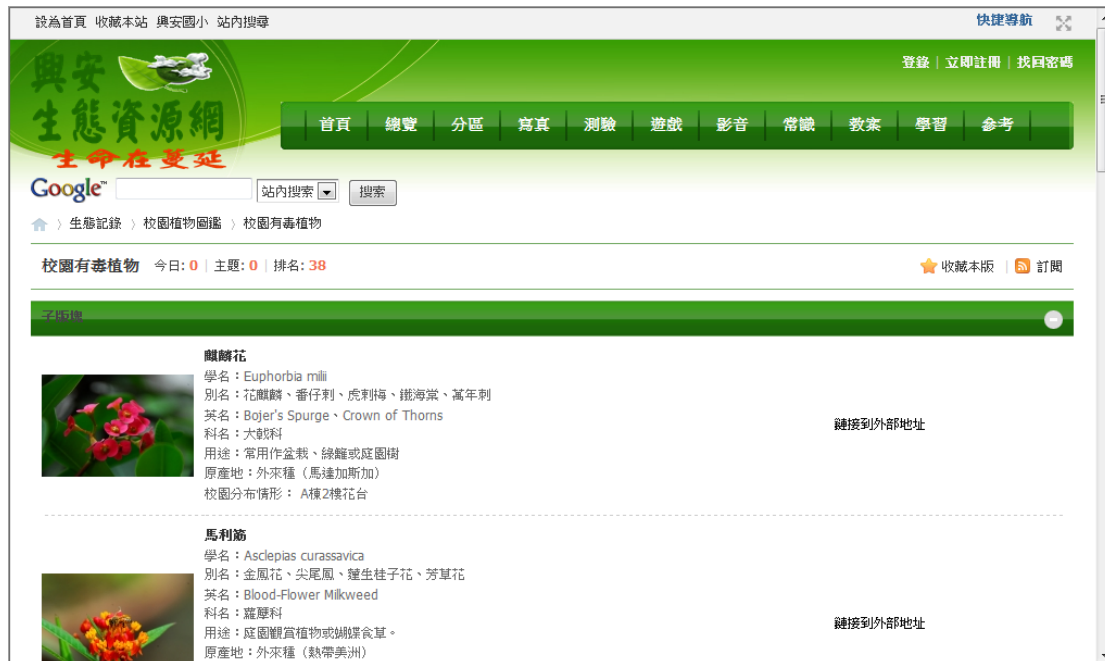 設為首頁 收藏本站 興安國小 站內搜尋 快捷導航
登錄 | 立即註冊 | 找回密碼
興安
生態資源網
生命在蔓延
首頁 總覽 分區 寫真 測驗 遊戲 影音 常識 教案 學習 參考
Google™ 站內搜索 搜索
〉生態記錄 〉校園植物圖鑑 〉校園有毒植物
校園有毒植物 今日: 0 | 主題: 0 | 排名: 38 收藏本版 | 訂閱
子版塊
麒麟花
學名：Euphorbia milii
別名：花麒麟、番仔刺、虎刺梅、鐵海棠、萬年刺
英名：Bojer's Spurge、Crown of Thorns
科名：大戟科
用途：常用作盆栽、綠籬或庭園樹
原產地：外來種（馬達加斯加）
校園分布情形： A棟2樓花台
鏈接到外部地址
馬利筋
學名：Asclepias curassavica
別名：金鳳花、尖尾鳳、蓮生桂子花、芳草花
英名：Blood-Flower Milkweed
科名：蘿藦科
用途：庭園觀賞植物或蝴蝶食草。
原產地：外來種（熱帶美洲）
鏈接到外部地址